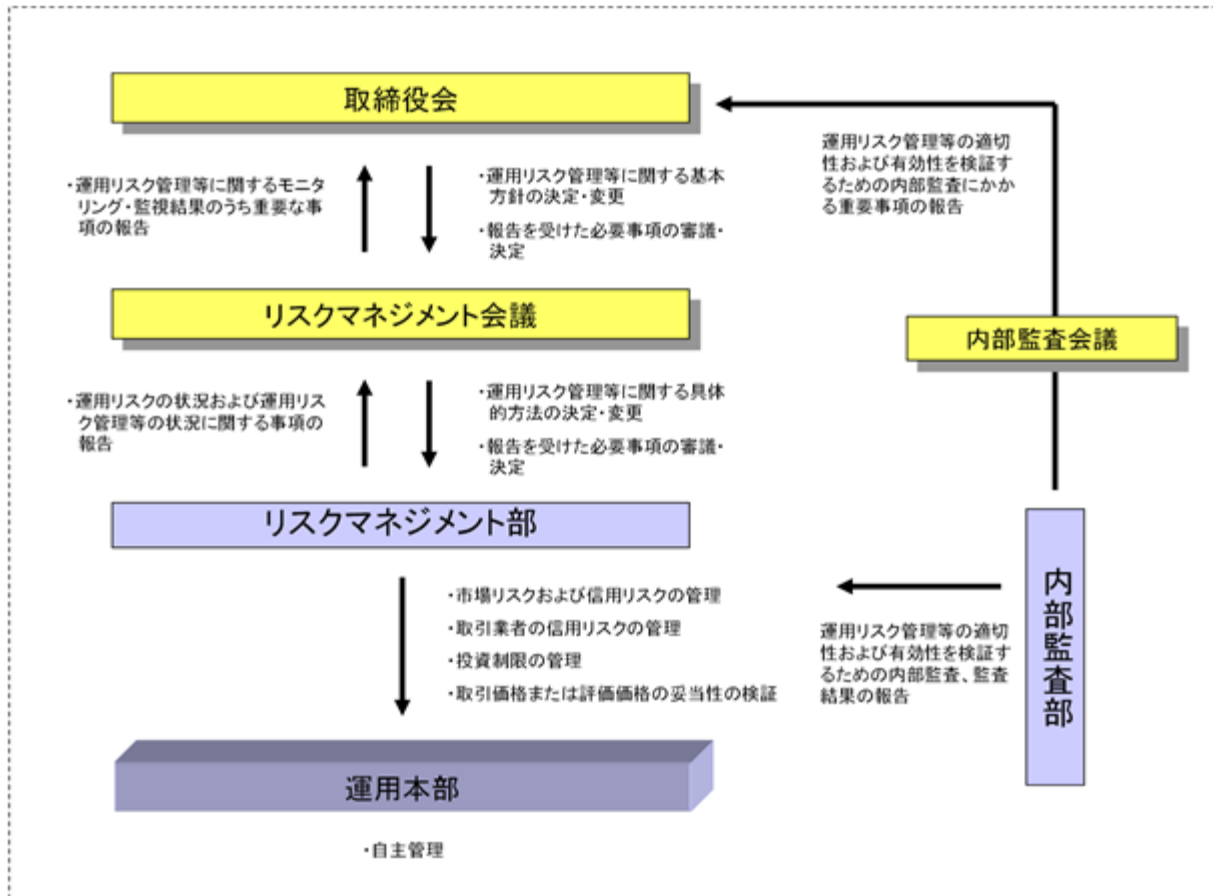 取締役会
・運用リスク管理等に関するモニタ
リング・監視結果のうち重要な事
項の報告
・運用リスク管理等に関する基本
方針の決定・変更
・報告を受けた必要事項の審議・
決定
運用リスク管理等の適切
性および有効性を検証す
るための内部監査にかか
る重要事項の報告
リスクマネジメント会議
内部監査会議
・運用リスクの状況および運用リス
ク管理等の状況に関する事項の
報告
・運用リスク管理等に関する具体
的方法の決定・変更
・報告を受けた必要事項の審議・
決定
リスクマネジメント部
・市場リスクおよび信用リスクの管理
・取引業者の信用リスクの管理
・投資制限の管理
・取引価格または評価価格の妥当性の検証
運用リスク管理等の適切
性および有効性を検証す
るための内部監査、監査
結果の報告
内部監査部
運用本部
・自主管理